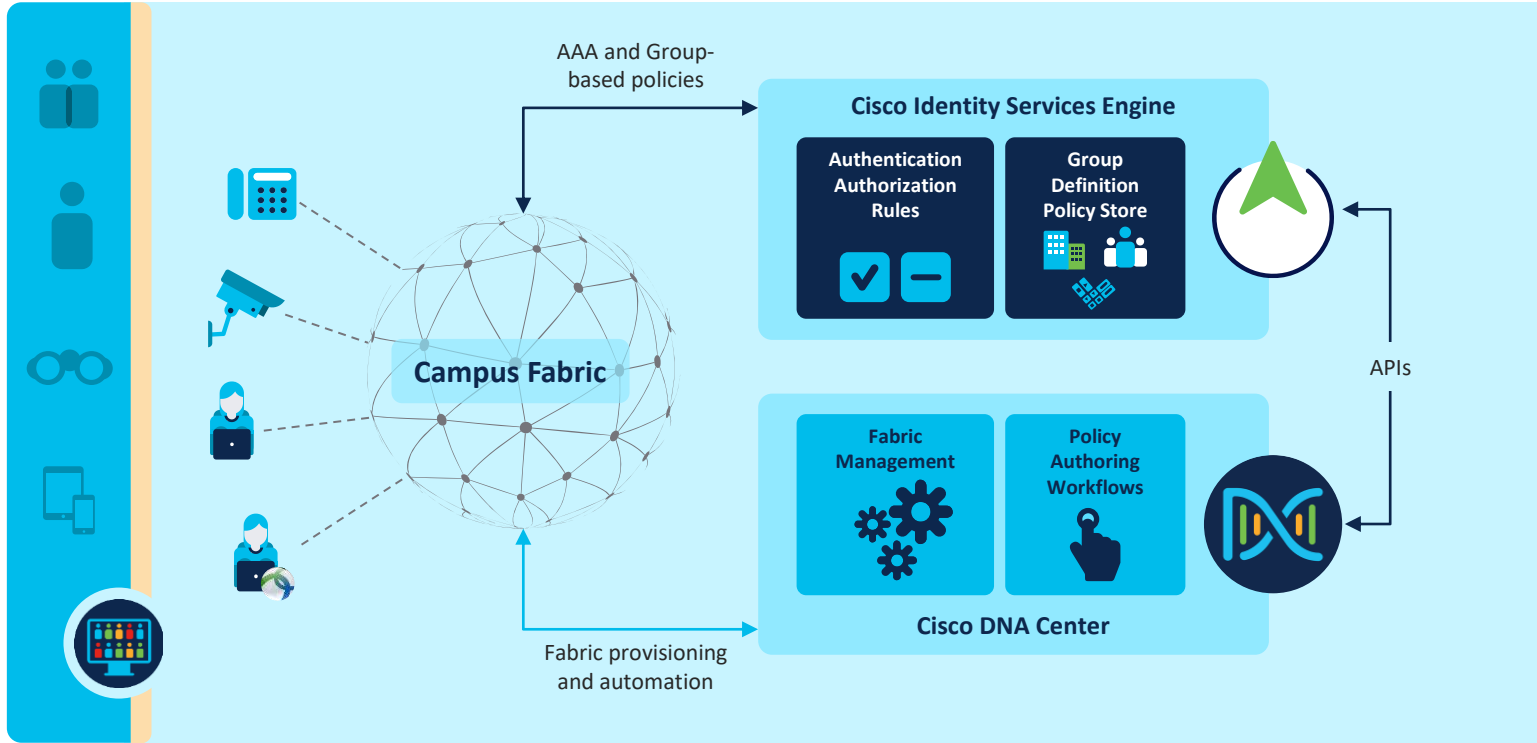 AAA and Group-
based policies
Cisco Identity Services Engine
Authentication
Authorization
Rules
Group
Definition
Policy Store
Campus Fabric
APIs
Fabric
Management
Policy
Authoring
Workflows
Cisco DNA Center
Fabric provisioning
and automation